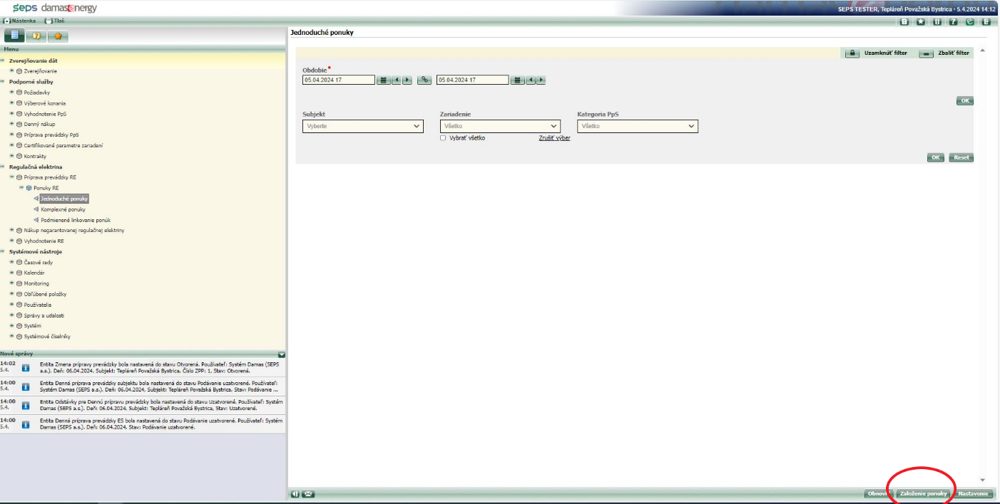 seps damas energy
SEPS TESTER, Tepláreň Považská Bystrica • 5.4.2024 14:12
Nástenka Tlač
Menu
Zverejňovanie dát
Zverejňovanie
Podporné služby
Požiadavky
Výberové konania
Vyhodnotenie PpS
Denný nákup
Príprava prevádzky PpS
Certifikované parametre zariadení
Kontrakty
Regulačná elektrina
Príprava prevádzky RE
Ponuky RE
Jednoduché ponuky
Komplexné ponuky
Podmienené linkovanie ponúk
Nákup negarantovanej regulačnej elektriny
Vyhodnotenie RE
Systémové nástroje
Časové rady
Kalendár
Monitoring
Obľúbené položky
Používatelia
Správy a udalosti
Systém
Systémové číselníky
Nové správy
14:02 Entita Zmena prípravy prevádzky bola nastavená do stavu Otvorená. Používateľ: Systém Damas (SEPS
5.4. a.s.). Deň: 06.04.2024, Subjekt: Tepláreň Považská Bystrica, Číslo ZPP: 1, Stav: Otvorená.
14:00 Entita Denná príprava prevádzky subjektu bola nastavená do stavu Podávanie uzatvorené. Používateľ:
5.4. Systém Damas (SEPS a.s.). Deň: 06.04.2024, Subjekt: Tepláreň Považská Bystrica, Stav: Podávanie ...
14:00 Entita Odstávky pre Dennú prípravu prevádzky bola nastavená do stavu Uzatvorené. Používateľ: Systém
5.4. Damas (SEPS a.s.). Deň: 06.04.2024, Subjekt: Tepláreň Považská Bystrica, Stav: Uzatvorené.
14:00 Entita Denná príprava prevádzky ES bola nastavená do stavu Podávanie uzatvorené. Používateľ: Systém
5.4. Damas (SEPS a.s.). Deň: 06.04.2024, Stav: Podávanie uzatvorené.
Jednoduché ponuky
Uzamknúť filter Zbaliť filter
Obdobie*
05.04.2024 17 05.04.2024 17
OK
Subjekt Zariadenie Kategoria PpS
Vyberte Všetko Všetko
Vybrať všetko Zrušiť výber
OK Reset
Obnoviť Založenie ponuky Nastavenie